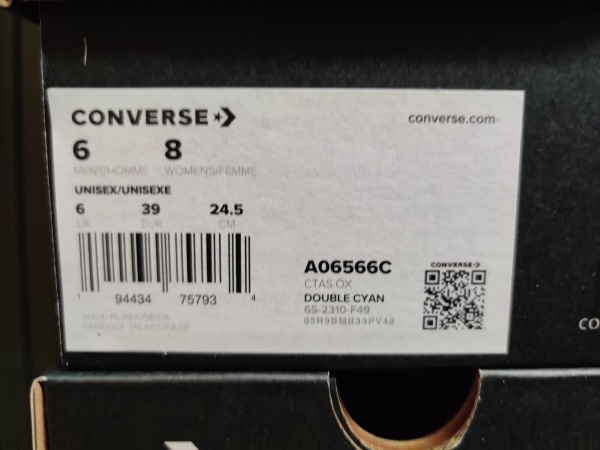 CONVERSE
converse.com
6 8
MENS/HOMME WOMENS/FEMME
UNISEX/UNISEXE
6 39 24.5
UK EUR CM
1 94434 75793 4
MADE IN INDONESIA
FABRIQUÉ EN INDONÉSIE
A06566C
CTAS OX
DOUBLE CYAN
6S-2310-F49
CONVERSE
CO